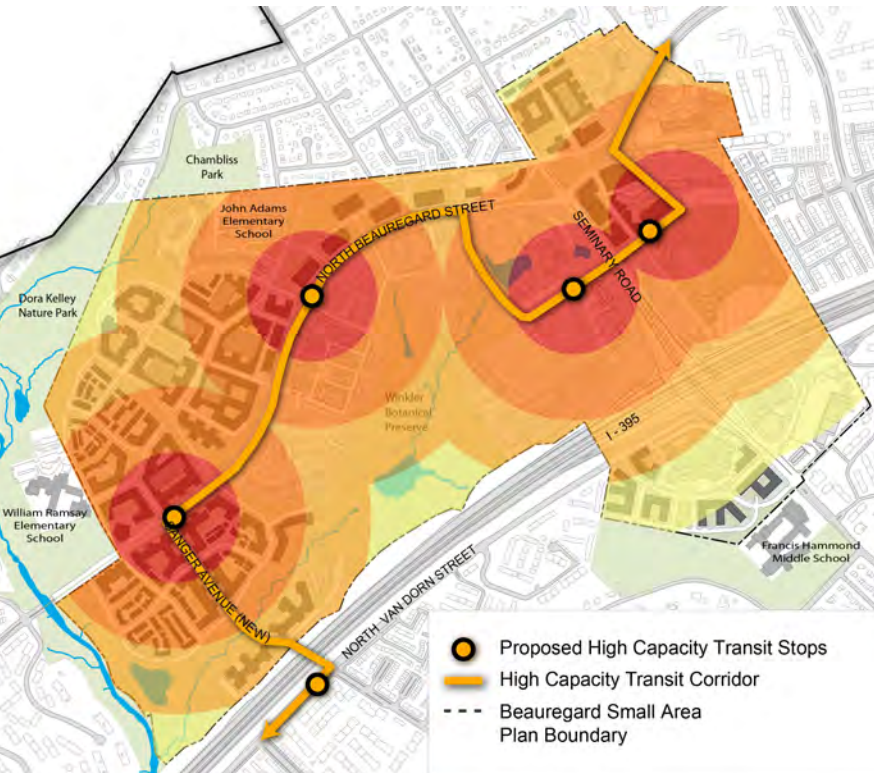 Chambliss
Park
John Adams
Elementary
School
NORTH BEAUREGARD STREET
SEMINARY ROAD
Dora Kelley
Nature Park
Winkler
Botanical
Preserve
I - 395
William Ramsay
Elementary
School
SANGER AVENUE (NEW)
NORTH VAN DORN STREET
Francis Hammond
Middle School
Proposed High Capacity Transit Stops
High Capacity Transit Corridor
Beauregard Small Area
Plan Boundary